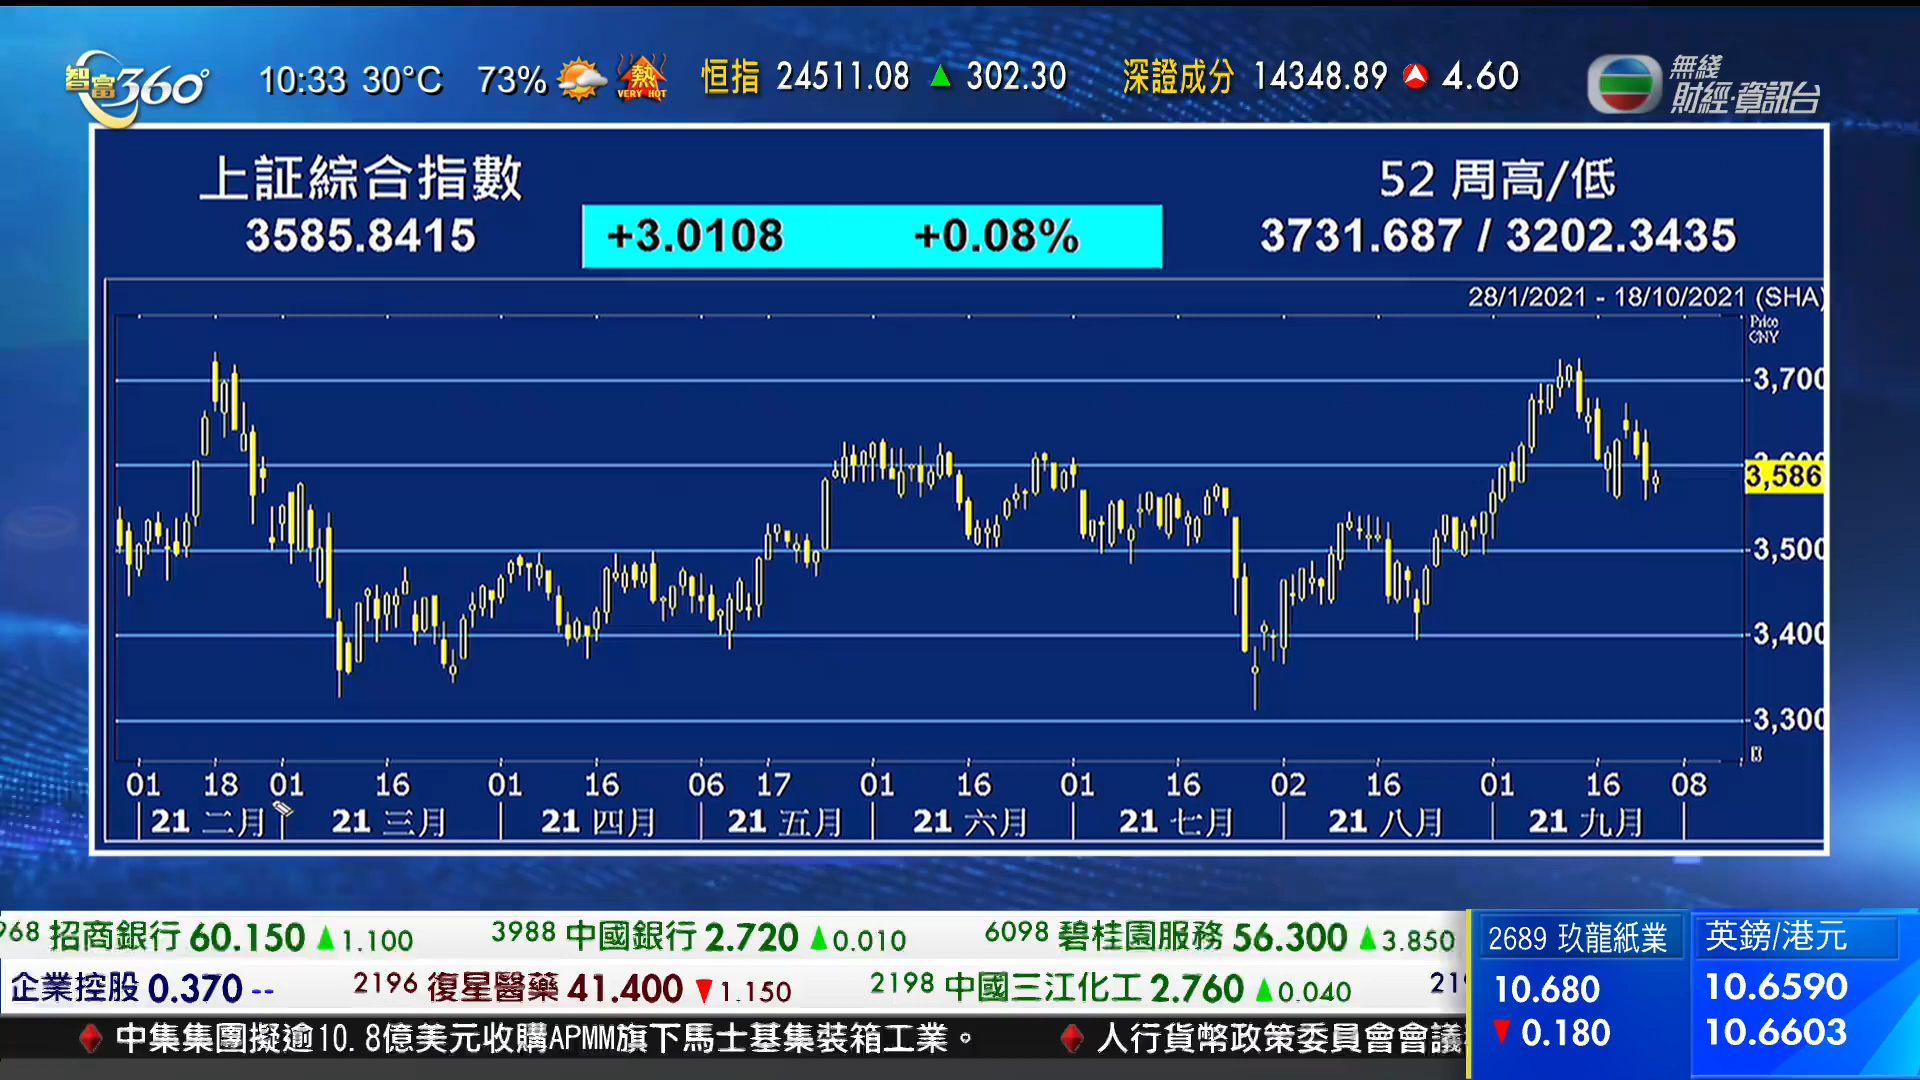 智富360°
10:33 30°C 73% 熱 VERY HOT 恒指 24511.08 ▲ 302.30 深證成分 14348.89 4.60
無綫
財經·資訊台
上証綜合指數
3585.8415
+3.0108 +0.08%
52 周高/低
3731.687 / 3202.3435
28/1/2021 - 18/10/2021 (SHA)
Price
CNY
3,700
3,586
3,500
3,400
3,300
01 18 01 16 01 16 06 17 01 16 01 16 02 16 01 16 08
21 二月 21 三月 21 四月 21 五月 21 六月 21 七月 21 八月 21 九月
968 招商銀行 60.150 ▲ 1.100 3988 中國銀行 2.720 ▲ 0.010 6098 碧桂園服務 56.300 ▲ 3.850
企業控股 0.370 -- 2196 復星醫藥 41.400 ▼ 1.150 2198 中國三江化工 2.760 ▲ 0.040 219
中集集團擬逾10.8億美元收購APMM旗下馬士基集裝箱工業。 人行貨幣政策委員會會議
2689 玖龍紙業
10.680
▼ 0.180
英鎊/港元
10.6590
10.6603